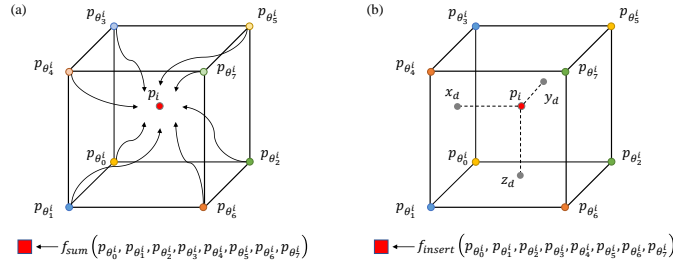 (a)
(b)
p_{θ_3^i}
p_{θ_5^i}
p_{θ_4^i}
p_{θ_7^i}
p_i
p_{θ_0^i}
p_{θ_2^i}
p_{θ_1^i}
p_{θ_6^i}
f_{sum} (p_{θ_0^i}, p_{θ_1^i}, p_{θ_2^i}, p_{θ_3^i}, p_{θ_4^i}, p_{θ_5^i}, p_{θ_6^i}, p_{θ_7^i})
p_{θ_3^i}
p_{θ_5^i}
p_{θ_4^i}
p_{θ_7^i}
x_d
p_i
y_d
p_{θ_0^i}
p_{θ_2^i}
z_d
p_{θ_1^i}
p_{θ_6^i}
f_{insert} (p_{θ_0^i}, p_{θ_1^i}, p_{θ_2^i}, p_{θ_3^i}, p_{θ_4^i}, p_{θ_5^i}, p_{θ_6^i}, p_{θ_7^i})